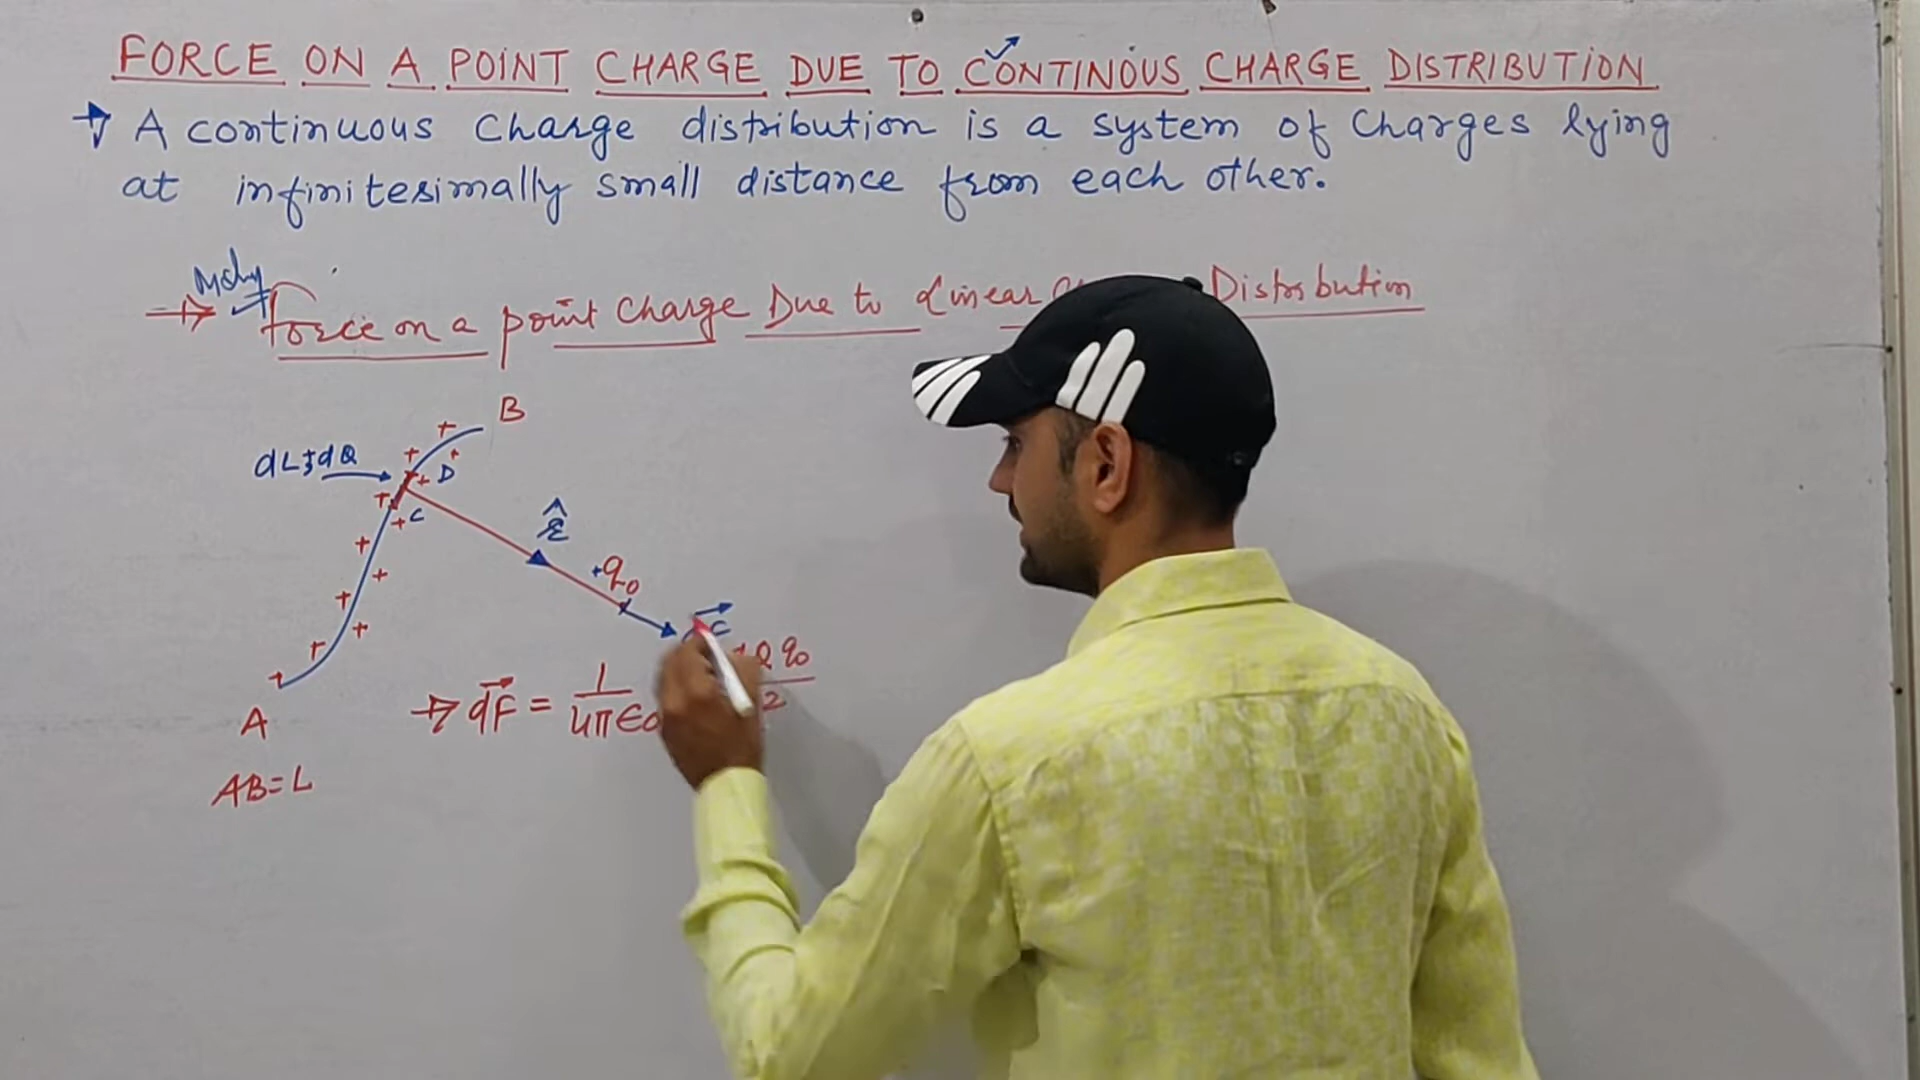 FORCE ON A POINT CHARGE DUE TO CONTINOUS CHARGE DISTRIBUTION
A continuous Charge distribution is a system of Charges lying
at infinitesimally small distance from each other.
force on a point Charge Due to Linear Distribution
B
dL; dQ
D
C
r̂
+q₀
A
dF⃗ = 1/4πϵ₀ dQ q₀ / 2
AB = L